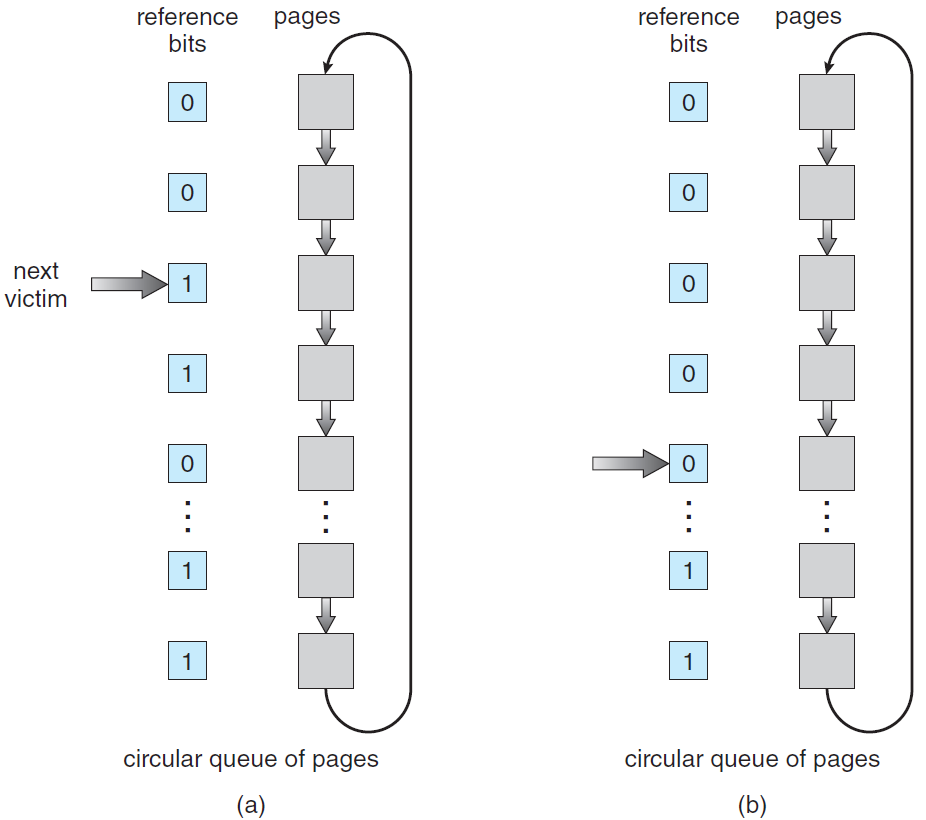 reference pages
bits
0
0
next
victim
1
1
0
1
1
circular queue of pages
(a)
reference pages
bits
0
0
0
0
0
1
1
circular queue of pages
(b)